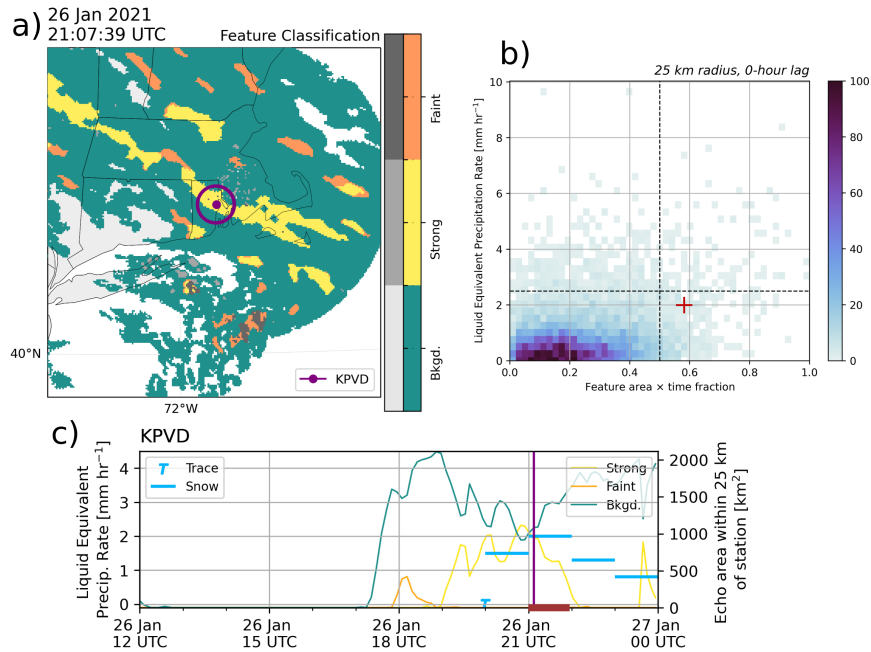 a)
26 Jan 2021
21:07:39 UTC
Feature Classification
Faint
Strong
Bkgd.
40°N
72°W
KPVD
b)
25 km radius, 0-hour lag
Liquid Equivalent Precipitation Rate [mm hr⁻¹]
10
8
6
4
2
0
0.0 0.2 0.4 0.6 0.8 1.0
Feature area × time fraction
100
80
60
40
20
0
c)
KPVD
Liquid Equivalent
Precip. Rate [mm hr⁻¹]
4
3
2
1
0
T Trace
Snow
T
Strong
Faint
Bkgd.
2000
1500
1000
500
0
Echo area within 25 km
of station [km²]
26 Jan 26 Jan 26 Jan 26 Jan 27 Jan
12 UTC 15 UTC 18 UTC 21 UTC 00 UTC